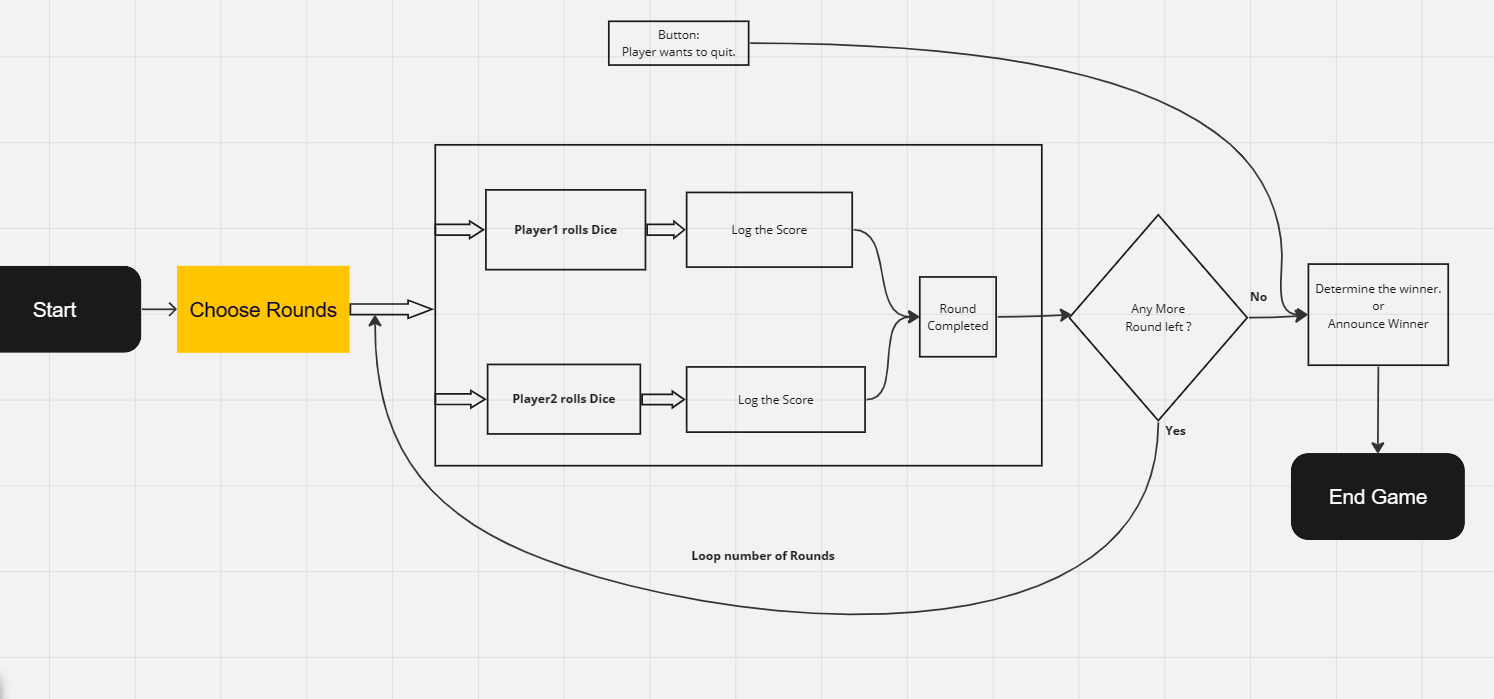 Button:
Player wants to quit.
Player1 rolls Dice
Log the Score
Start
Choose Rounds
Round
Completed
Any More
Round left ?
No
Determine the winner.
or
Announce Winner
Player2 rolls Dice
Log the Score
Yes
End Game
Loop number of Rounds